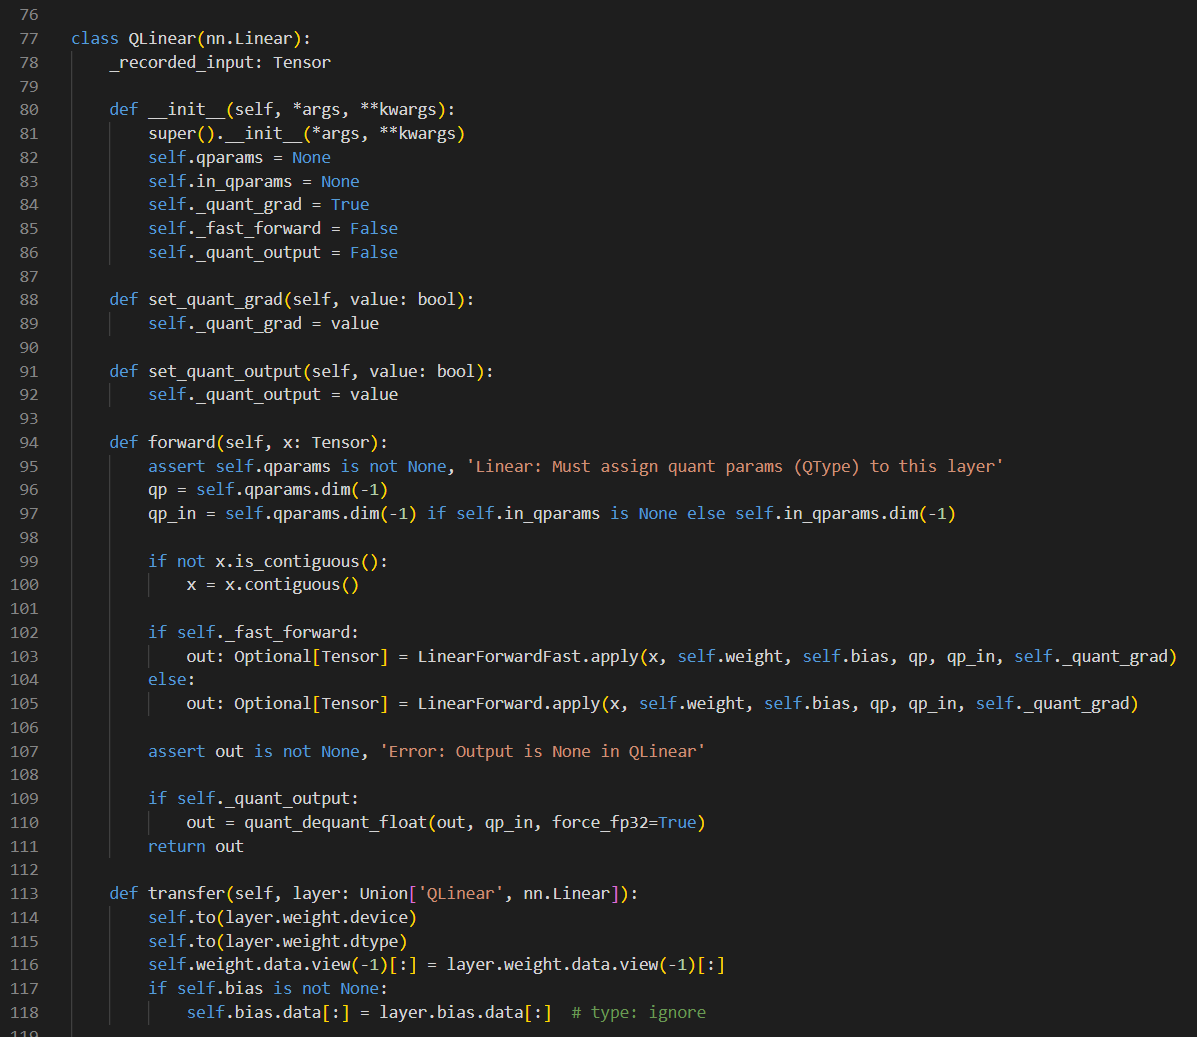 76
77 class QLinear(nn.Linear):
78 _recorded_input: Tensor
79
80 def __init__(self, *args, **kwargs):
81 super().__init__(*args, **kwargs)
82 self.qparams = None
83 self.in_qparams = None
84 self._quant_grad = True
85 self._fast_forward = False
86 self._quant_output = False
87
88 def set_quant_grad(self, value: bool):
89 self._quant_grad = value
90
91 def set_quant_output(self, value: bool):
92 self._quant_output = value
93
94 def forward(self, x: Tensor):
95 assert self.qparams is not None, 'Linear: Must assign quant params (QType) to this layer'
96 qp = self.qparams.dim(-1)
97 qp_in = self.qparams.dim(-1) if self.in_qparams is None else self.in_qparams.dim(-1)
98
99 if not x.is_contiguous():
100 x = x.contiguous()
101
102 if self._fast_forward:
103 out: Optional[Tensor] = LinearForwardFast.apply(x, self.weight, self.bias, qp, qp_in, self._quant_grad)
104 else:
105 out: Optional[Tensor] = LinearForward.apply(x, self.weight, self.bias, qp, qp_in, self._quant_grad)
106
107 assert out is not None, 'Error: Output is None in QLinear'
108
109 if self._quant_output:
110 out = quant_dequant_float(out, qp_in, force_fp32=True)
111 return out
112
113 def transfer(self, layer: Union['QLinear', nn.Linear]):
114 self.to(layer.weight.device)
115 self.to(layer.weight.dtype)
116 self.weight.data.view(-1)[:] = layer.weight.data.view(-1)[:]
117 if self.bias is not None:
118 self.bias.data[:] = layer.bias.data[:]  # type: ignore
119